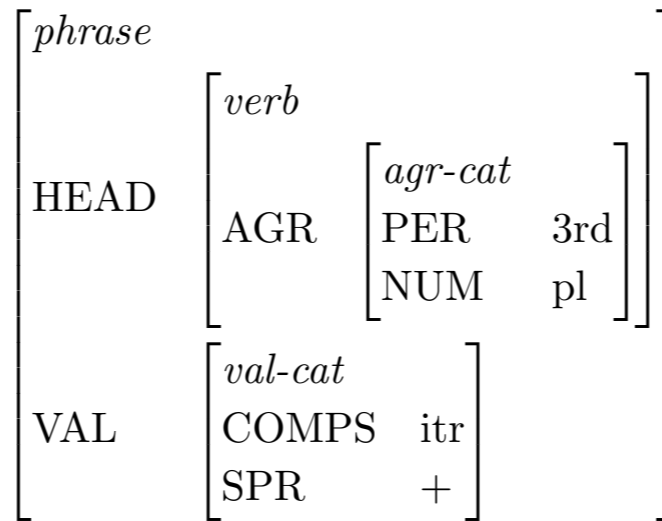 phrase
verb
agr-cat
HEAD AGR PER 3rd
NUM pl
val-cat
VAL COMPS itr
SPR +